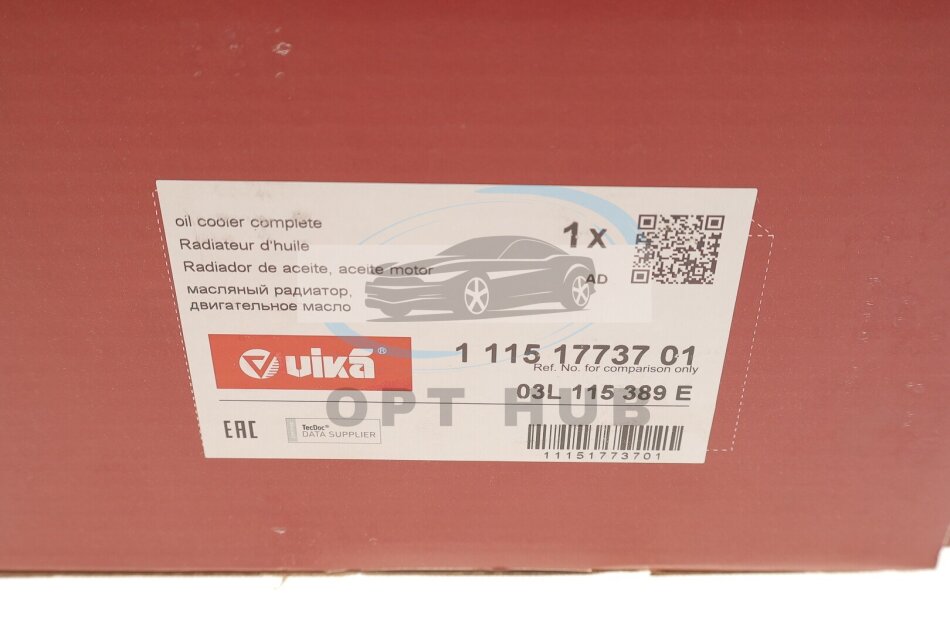 oil cooler complete
Radiateur d'huile
Radiador de aceite, aceite motor
масляный радиатор,
двигательное масло
1 x
AD
vika®
1 115 17737 01
Ref. No. for comparison only
03L 115 389 E
OPT HUB
EAC
TecDoc®
DATA SUPPLIER
11151773701